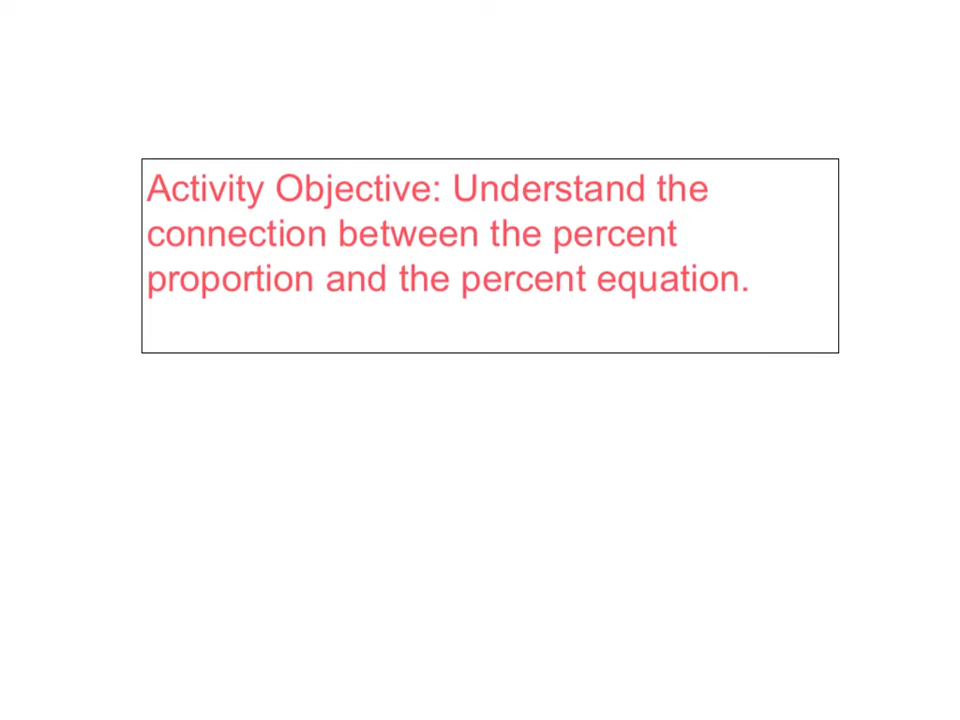 Activity Objective: Understand the
connection between the percent
proportion and the percent equation.